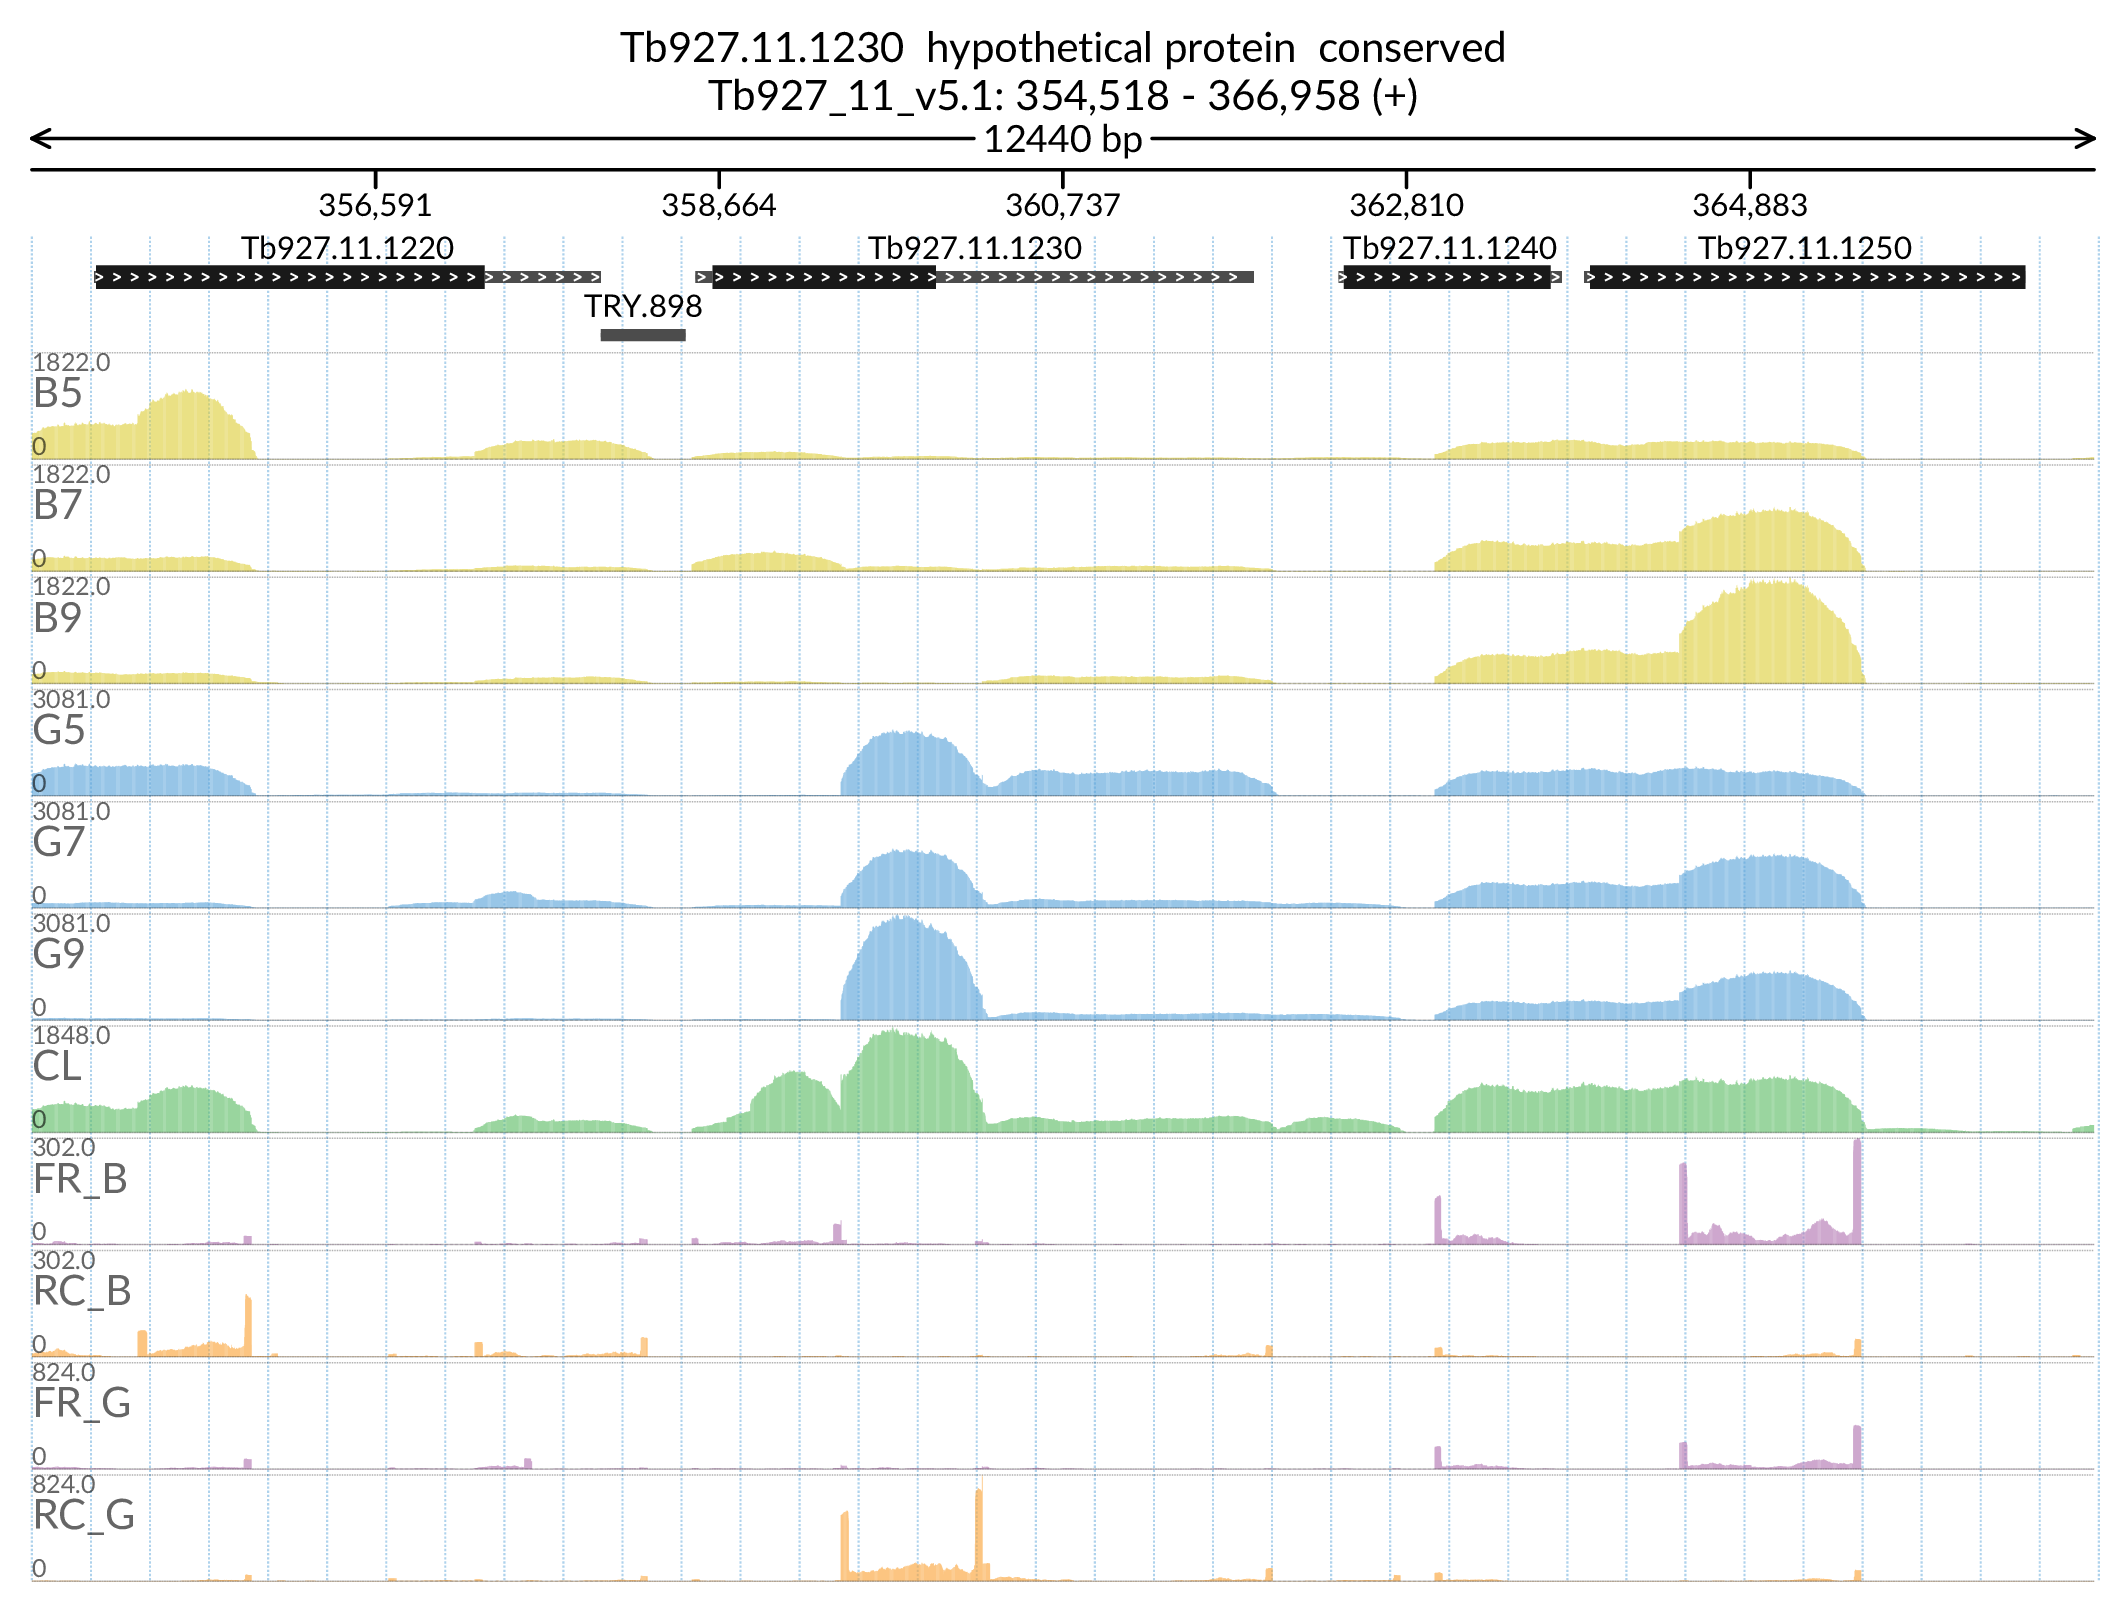 Tb927.11.1230  hypothetical protein  conserved
Tb927_11_v5.1: 354,518 - 366,958 (+)
12440 bp
356,591 358,664 360,737 362,810 364,883
Tb927.11.1220 Tb927.11.1230 Tb927.11.1240 Tb927.11.1250
TRY.898
1822.0
B5
0
1822.0
B7
0
1822.0
B9
0
3081.0
G5
0
3081.0
G7
0
3081.0
G9
0
1848.0
CL
0
302.0
FR_B
0
302.0
RC_B
0
824.0
FR_G
0
824.0
RC_G
0